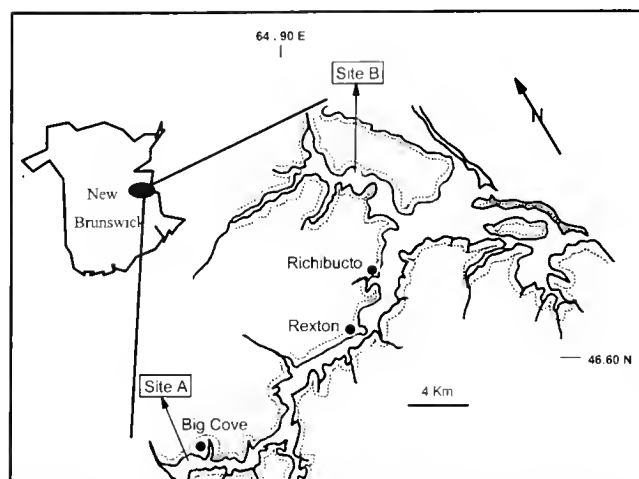 64.90 E
Site B
N
New
Brunswick
Richibucto
Rexton
46.60 N
Site A
4 Km
Big Cove